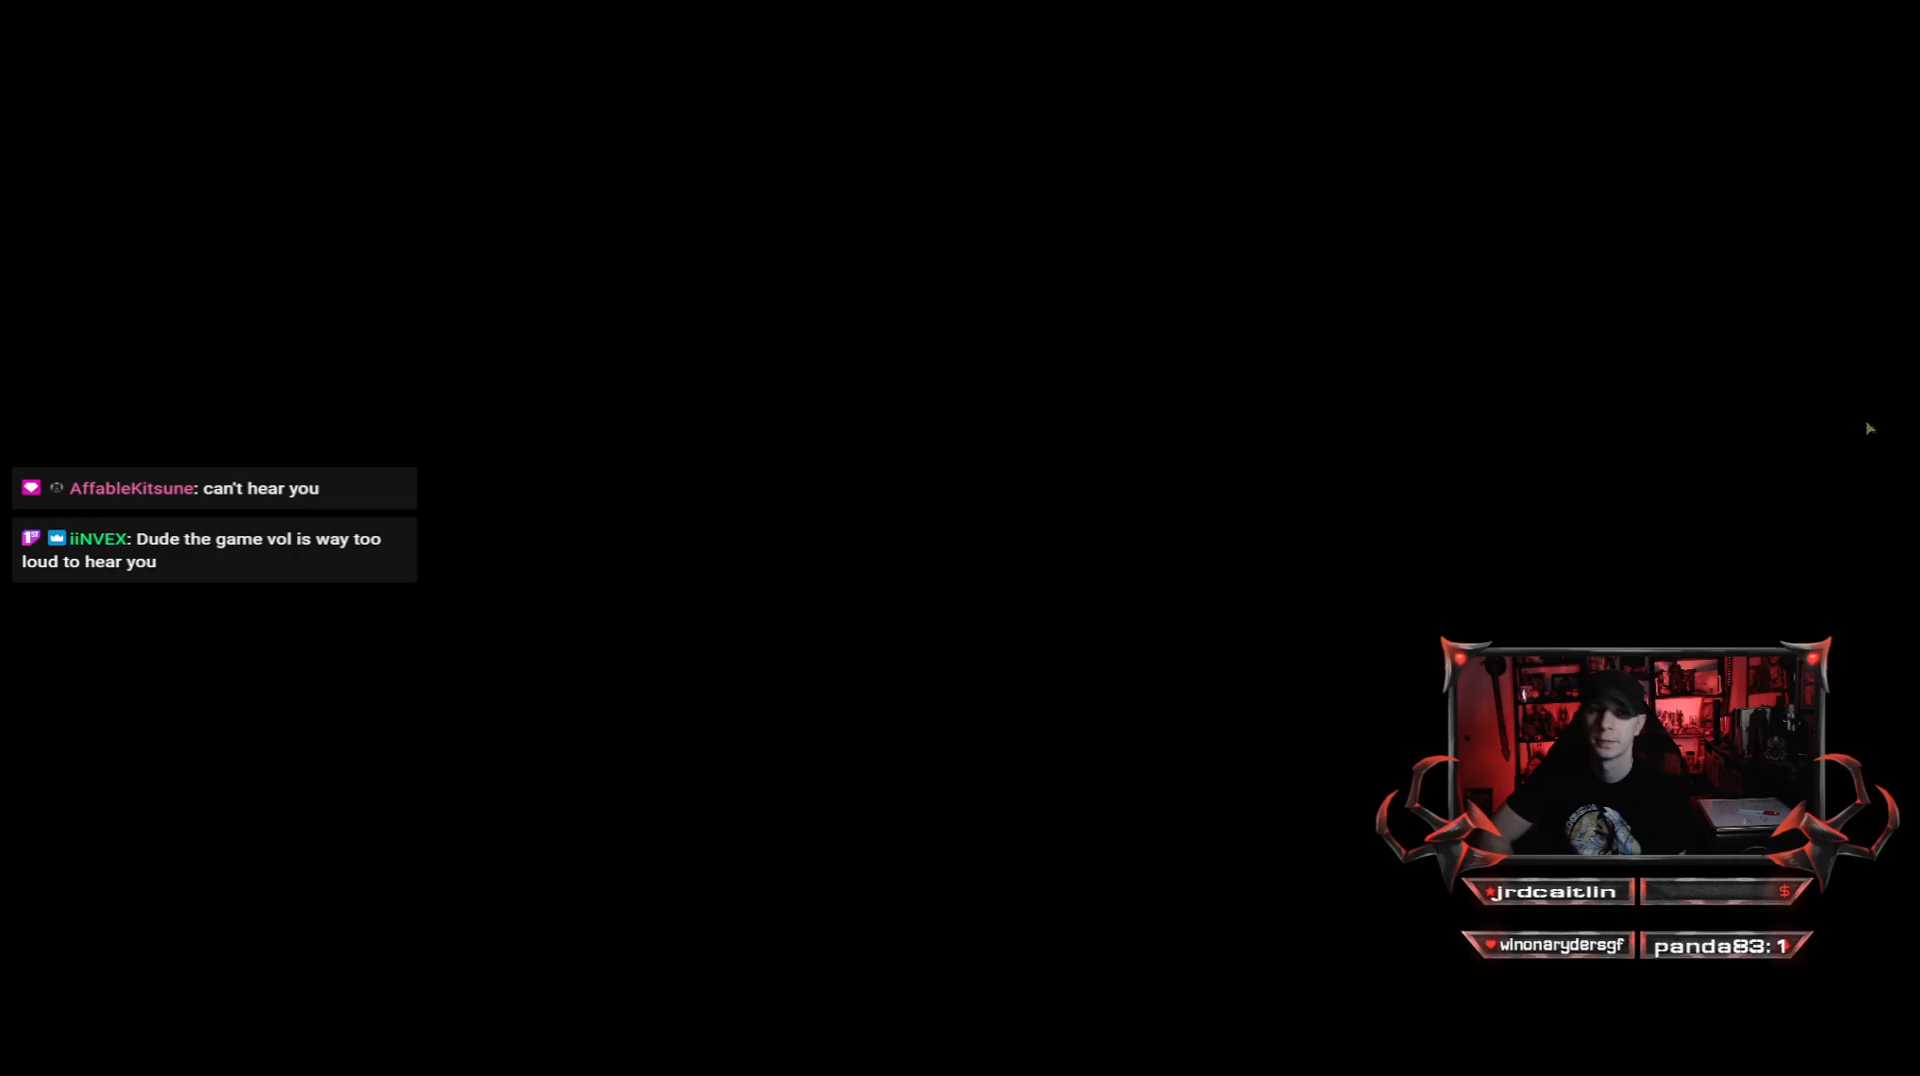 AffableKitsune: can't hear you
1ST iiNVEX: Dude the game vol is way too
loud to hear you
jrdcaitlin
$
winonarydersgf
panda83: 1